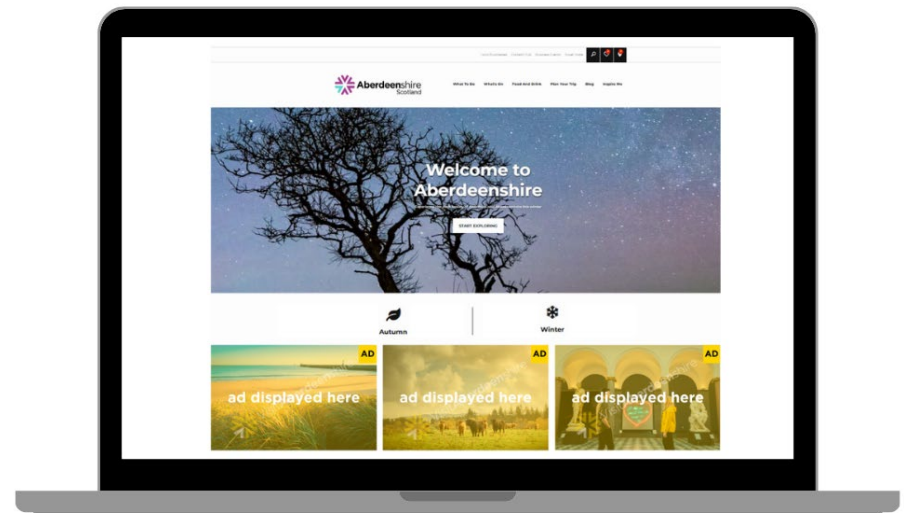 Aberdeenshire
Scotland
What To Do
What's On
Food And Drink
Plan Your Trip
Blog
Inspire Me
Welcome to
Aberdeenshire
START EXPLORING
Autumn
Winter
AD
AD
AD
ad displayed here
ad displayed here
ad displayed here